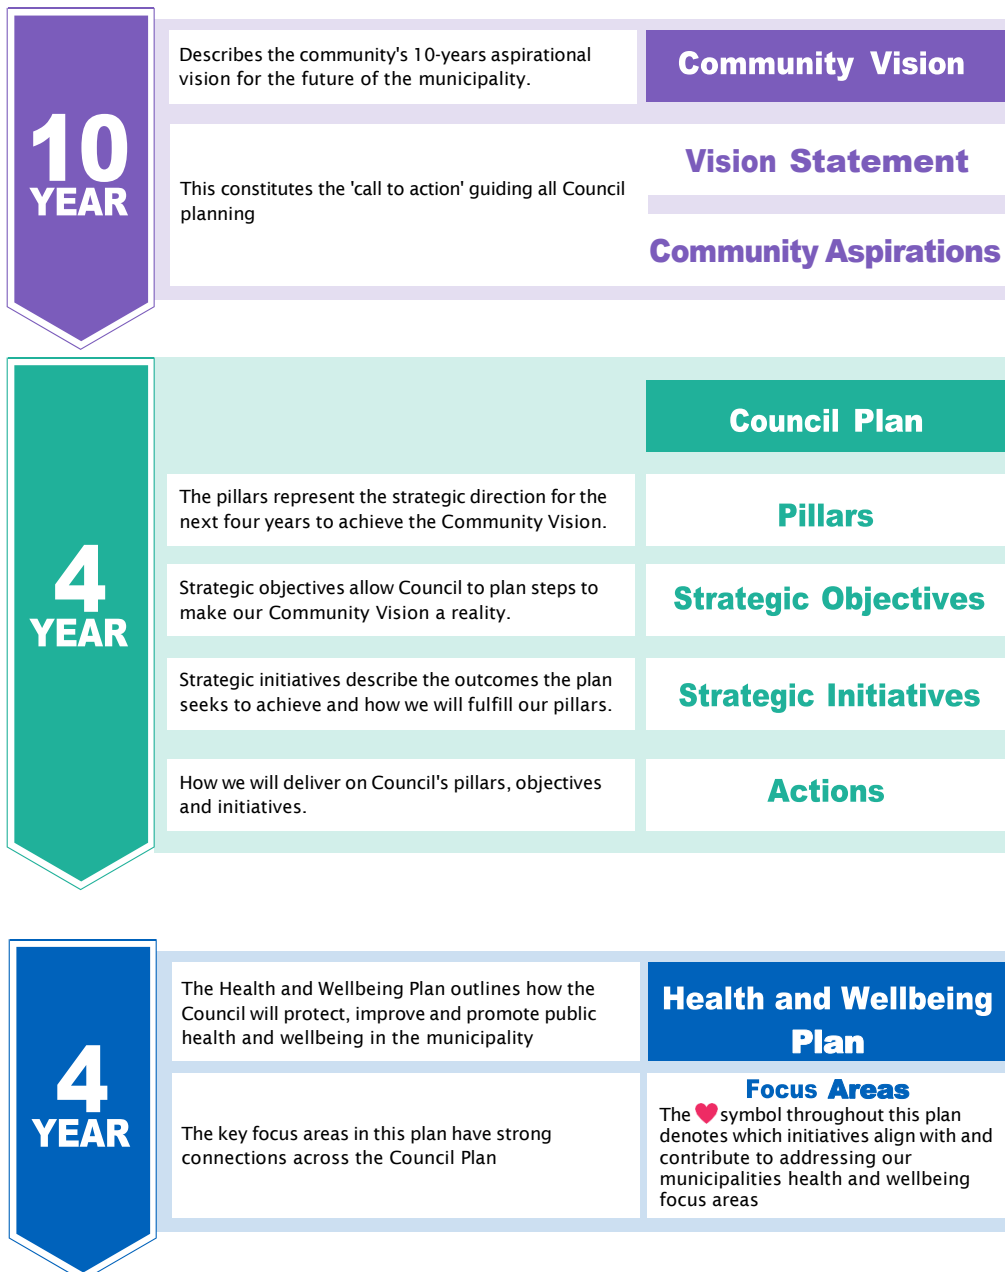 10
YEAR
Describes the community's 10-years aspirational
vision for the future of the municipality.
Community Vision
This constitutes the 'call to action' guiding all Council
planning
Vision Statement
Community Aspirations
4
YEAR
Council Plan
The pillars represent the strategic direction for the
next four years to achieve the Community Vision.
Pillars
Strategic objectives allow Council to plan steps to
make our Community Vision a reality.
Strategic Objectives
Strategic initiatives describe the outcomes the plan
seeks to achieve and how we will fulfill our pillars.
Strategic Initiatives
How we will deliver on Council's pillars, objectives
and initiatives.
Actions
4
YEAR
The Health and Wellbeing Plan outlines how the
Council will protect, improve and promote public
health and wellbeing in the municipality
Health and Wellbeing
Plan
The key focus areas in this plan have strong
connections across the Council Plan
Focus Areas
The symbol throughout this plan
denotes which initiatives align with and
contribute to addressing our
municipalities health and wellbeing
focus areas